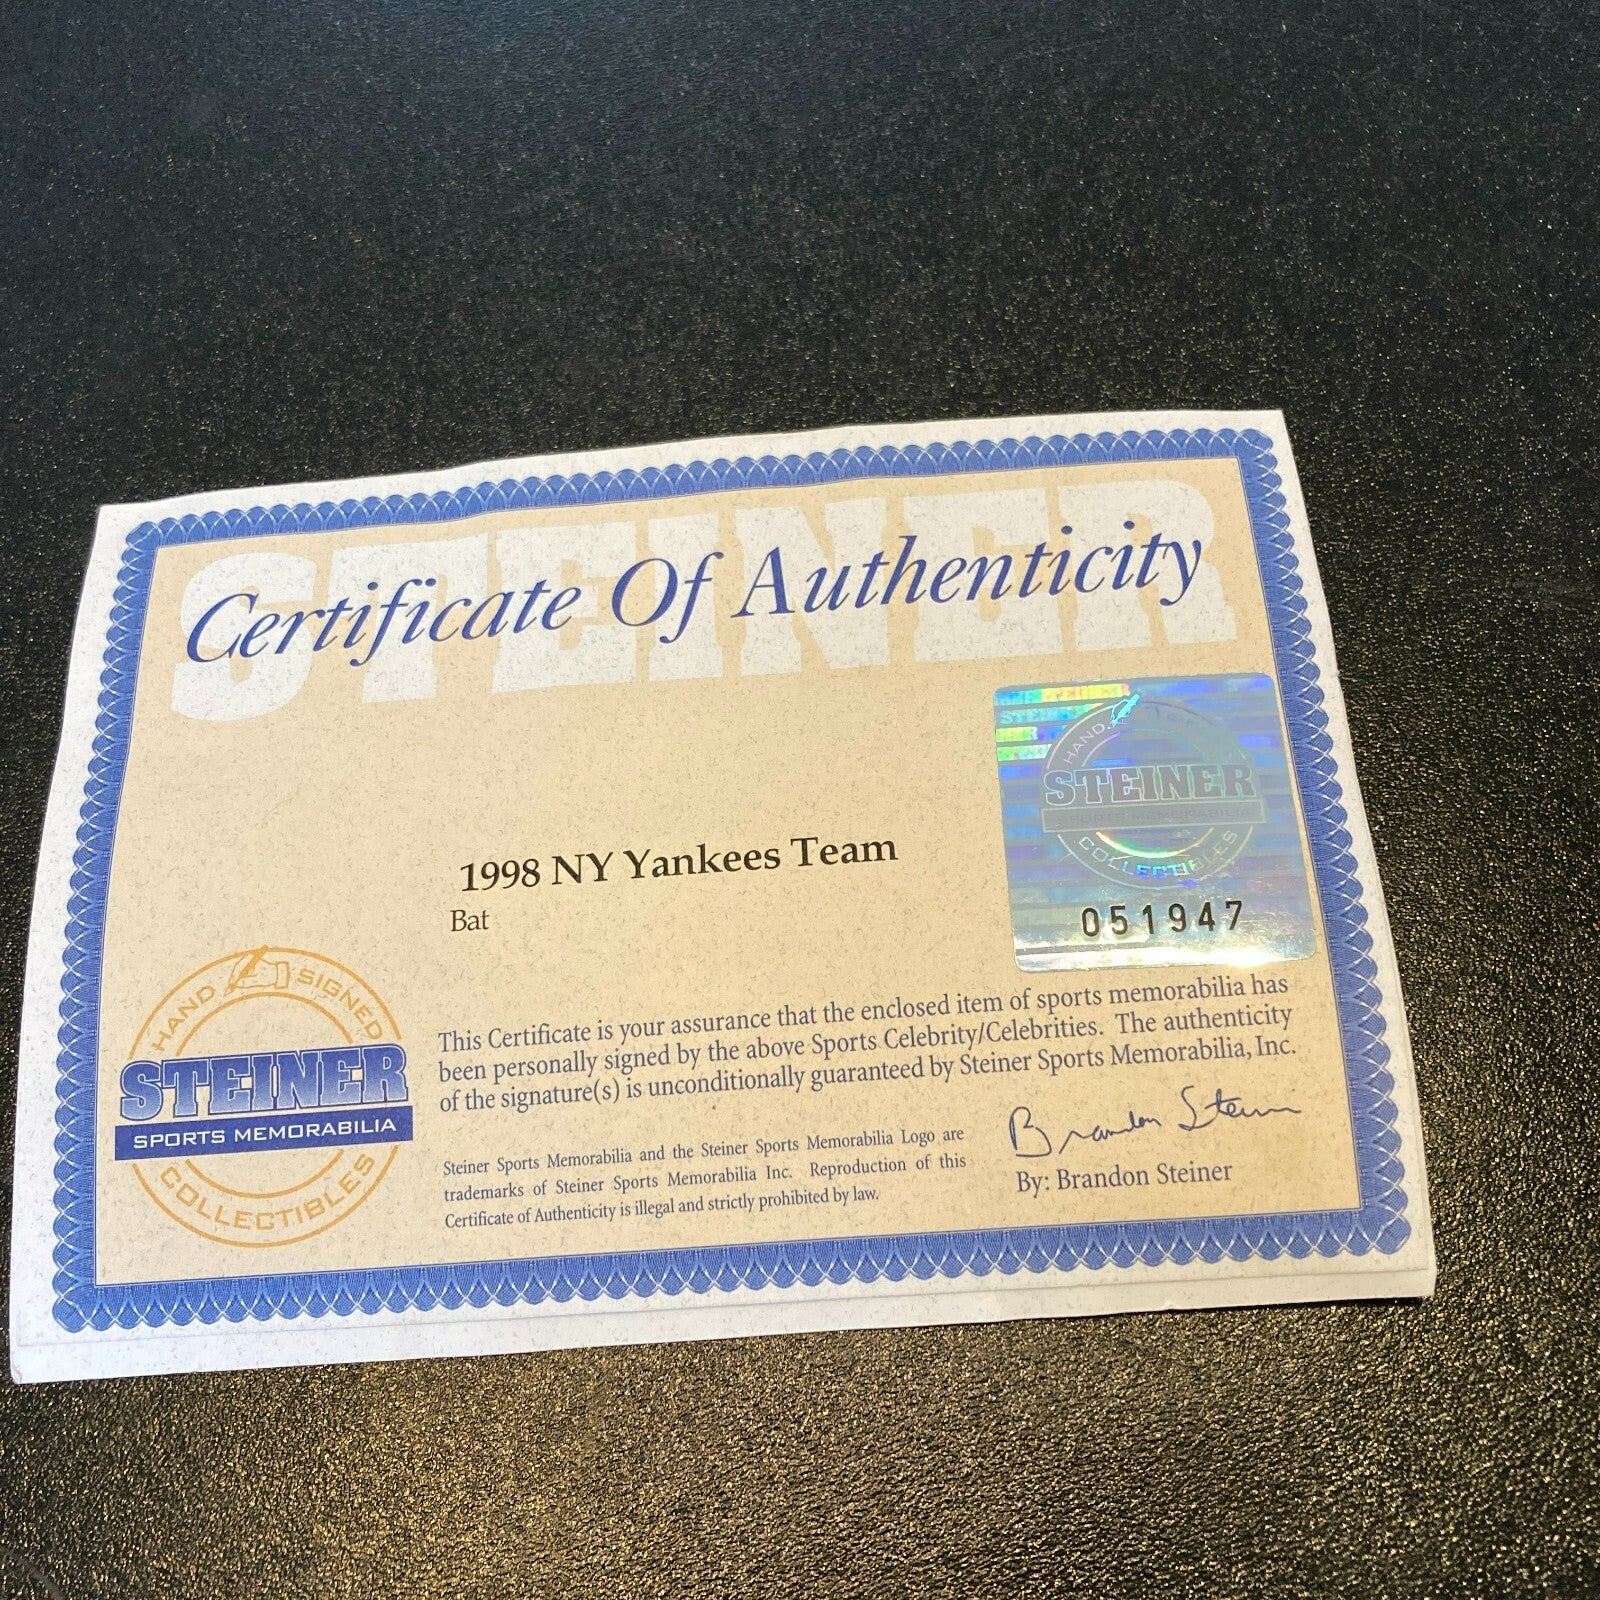 STEINER
Certificate Of Authenticity
STEINER
HAND
STEINER
SPORTS MEMORABILIA
COLLECTIBLES
051947
1998 NY Yankees Team
Bat
HAND SIGNED
STEINER
SPORTS MEMORABILIA
COLLECTIBLES
This Certificate is your assurance that the enclosed item of sports memorabilia has
been personally signed by the above Sports Celebrity/Celebrities. The authenticity
of the signature(s) is unconditionally guaranteed by Steiner Sports Memorabilia, Inc.
Steiner Sports Memorabilia and the Steiner Sports Memorabilia Logo are
trademarks of Steiner Sports Memorabilia Inc. Reproduction of this
Certificate of Authenticity is illegal and strictly prohibited by law.
Brandon Steiner
By: Brandon Steiner